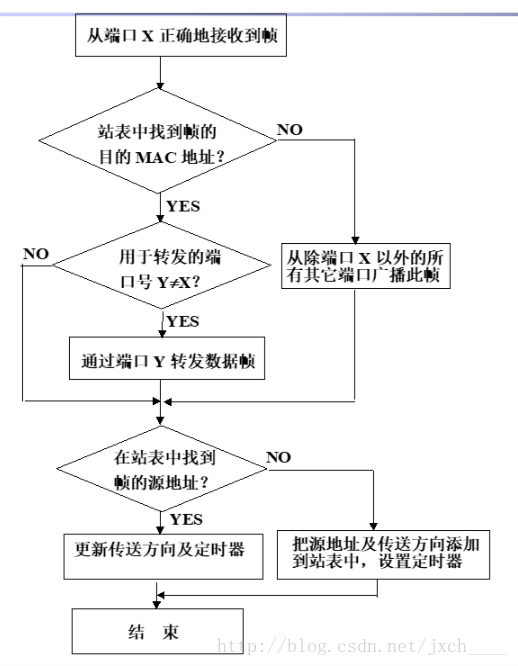 从端口 X 正确地接收到帧
站表中找到帧的
目的 MAC 地址？
NO
YES
用于转发的端
口号 Y≠X？
NO
从除端口 X 以外的所
有其它端口广播此帧
YES
通过端口 Y 转发数据帧
在站表中找到
帧的源地址？
NO
YES
更新传送方向及定时器
把源地址及传送方向添加
到站表中，设置定时器
结 束
http://blog.csdn.net/jxch____